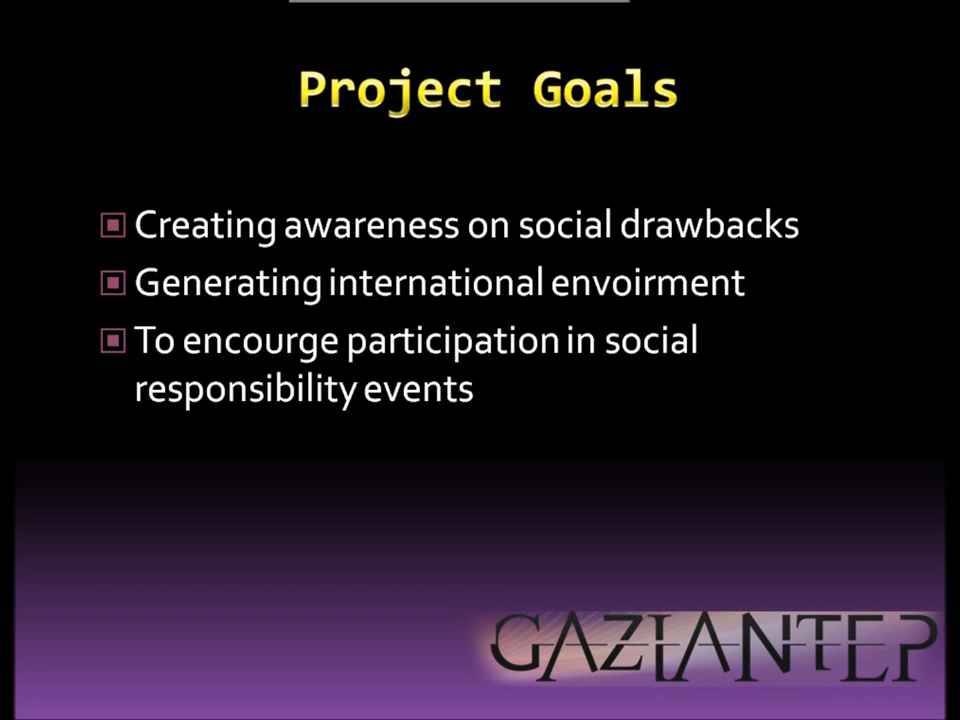 Project Goals
Creating awareness on social drawbacks
Generating international envoirment
To encourge participation in social
responsibility events
GAZIANTEP